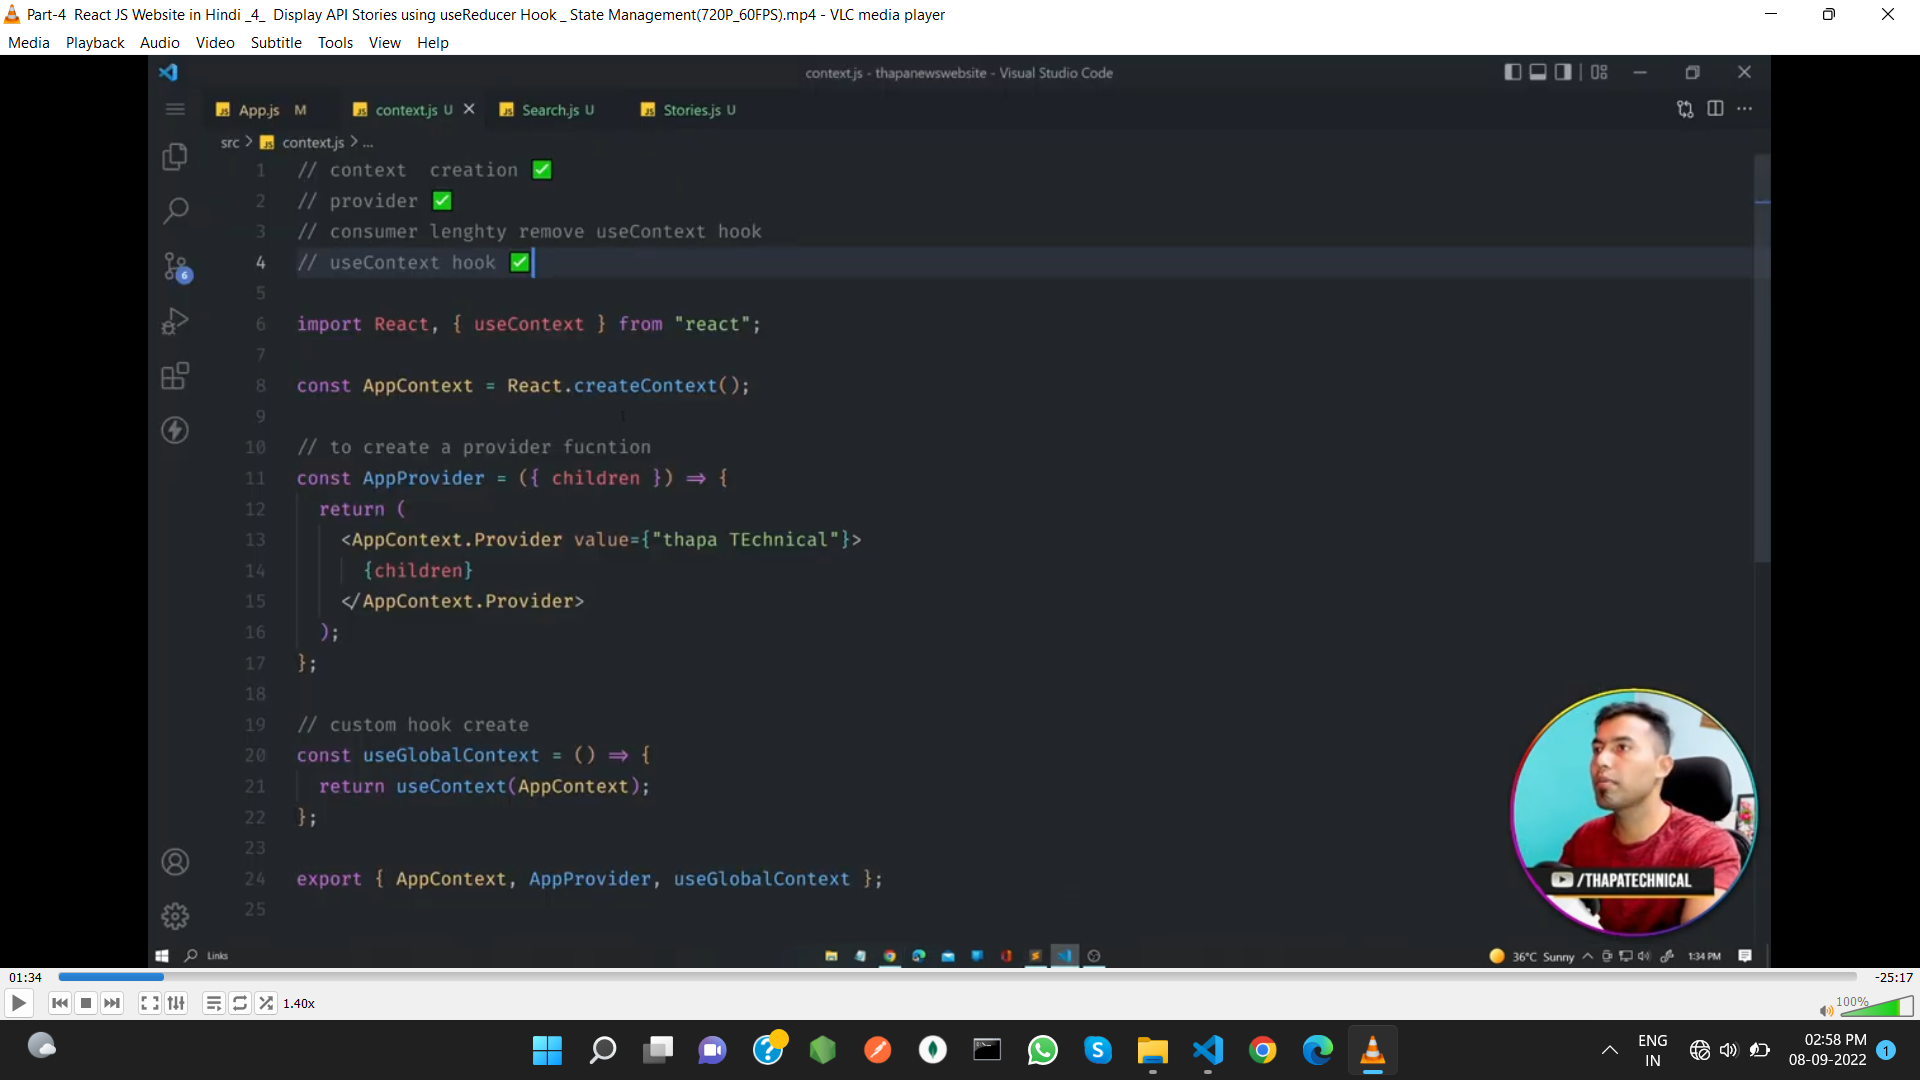 Part-4  React JS Website in Hindi _4_  Display API Stories using useReducer Hook _ State Management(720P_60FPS).mp4 - VLC media player
Media Playback Audio Video Subtitle Tools View Help
context.js - thapanewswebsite - Visual Studio Code
App.js M context.js U Search.js U Stories.js U
src > context.js > ...
1 // context  creation ✅
2 // provider ✅
3 // consumer lenghty remove useContext hook
4 // useContext hook ✅
5
6 import React, { useContext } from "react";
7
8 const AppContext = React.createContext();
9
10 // to create a provider fucntion
11 const AppProvider = ({ children }) => {
12 return (
13 <AppContext.Provider value={"thapa TEchnical"}>
14 {children}
15 </AppContext.Provider>
16 );
17 };
18
19 // custom hook create
20 const useGlobalContext = () => {
21 return useContext(AppContext);
22 };
23
24 export { AppContext, AppProvider, useGlobalContext };
25
6
/THAPATECHNICAL
Links 36°C Sunny 1:34 PM
01:34 -25:17
1.40x 100%
ENG
IN
02:58 PM
08-09-2022
1